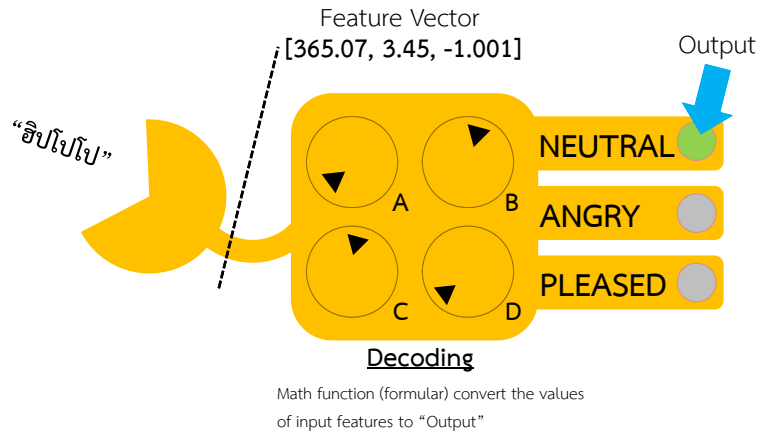 Feature Vector
[365.07, 3.45, -1.001]
Output
“ฮิปโปโป”
NEUTRAL
A
B
ANGRY
PLEASED
C
D
Decoding
Math function (formular) convert the values
of input features to “Output”